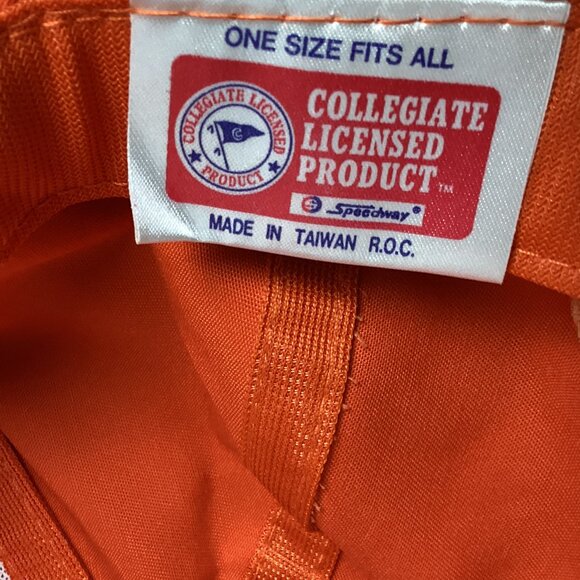 ONE SIZE FITS ALL
COLLEGIATE LICENSED
C
PRODUCT
COLLEGIATE
LICENSED
PRODUCT™
Speedway®
MADE IN TAIWAN R.O.C.